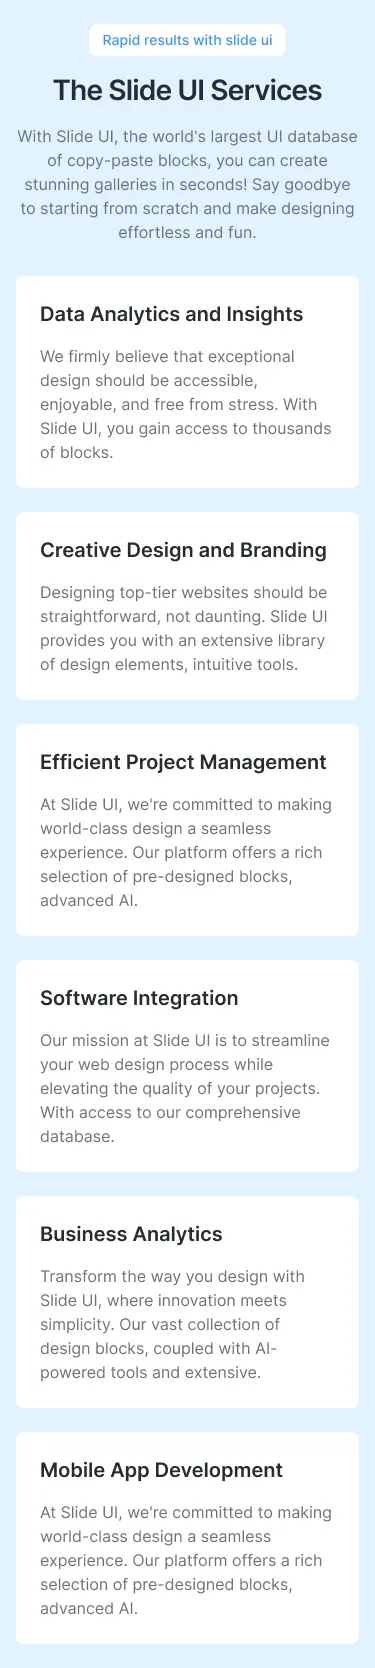 Rapid results with slide ui
The Slide UI Services
With Slide UI, the world's largest UI database
of copy-paste blocks, you can create
stunning galleries in seconds! Say goodbye
to starting from scratch and make designing
effortless and fun.
Data Analytics and Insights
We firmly believe that exceptional
design should be accessible,
enjoyable, and free from stress. With
Slide UI, you gain access to thousands
of blocks.
Creative Design and Branding
Designing top-tier websites should be
straightforward, not daunting. Slide UI
provides you with an extensive library
of design elements, intuitive tools.
Efficient Project Management
At Slide UI, we're committed to making
world-class design a seamless
experience. Our platform offers a rich
selection of pre-designed blocks,
advanced AI.
Software Integration
Our mission at Slide UI is to streamline
your web design process while
elevating the quality of your projects.
With access to our comprehensive
database.
Business Analytics
Transform the way you design with
Slide UI, where innovation meets
simplicity. Our vast collection of
design blocks, coupled with AI-
powered tools and extensive.
Mobile App Development
At Slide UI, we're committed to making
world-class design a seamless
experience. Our platform offers a rich
selection of pre-designed blocks,
advanced AI.